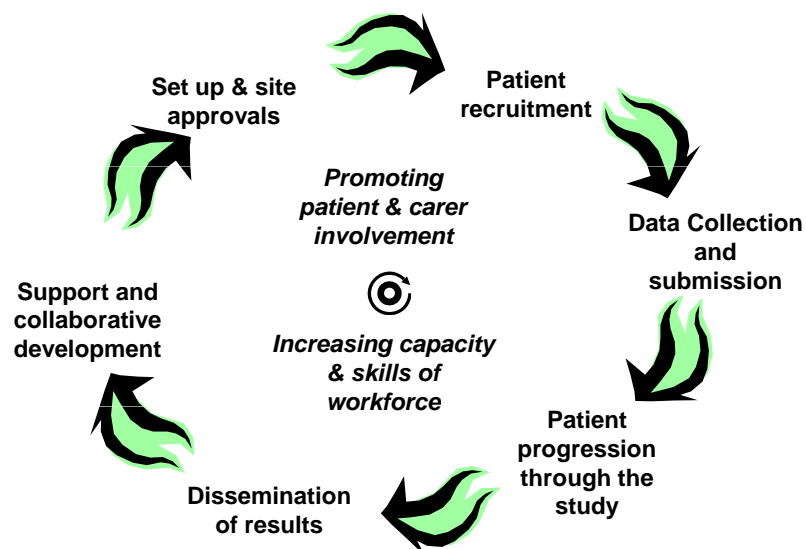 Set up & site
approvals
Patient
recruitment
Promoting
patient & carer
involvement
Data Collection
and
submission
Support and
collaborative
development
Increasing capacity
& skills of
workforce
Patient
progression
through the
study
Dissemination
of results